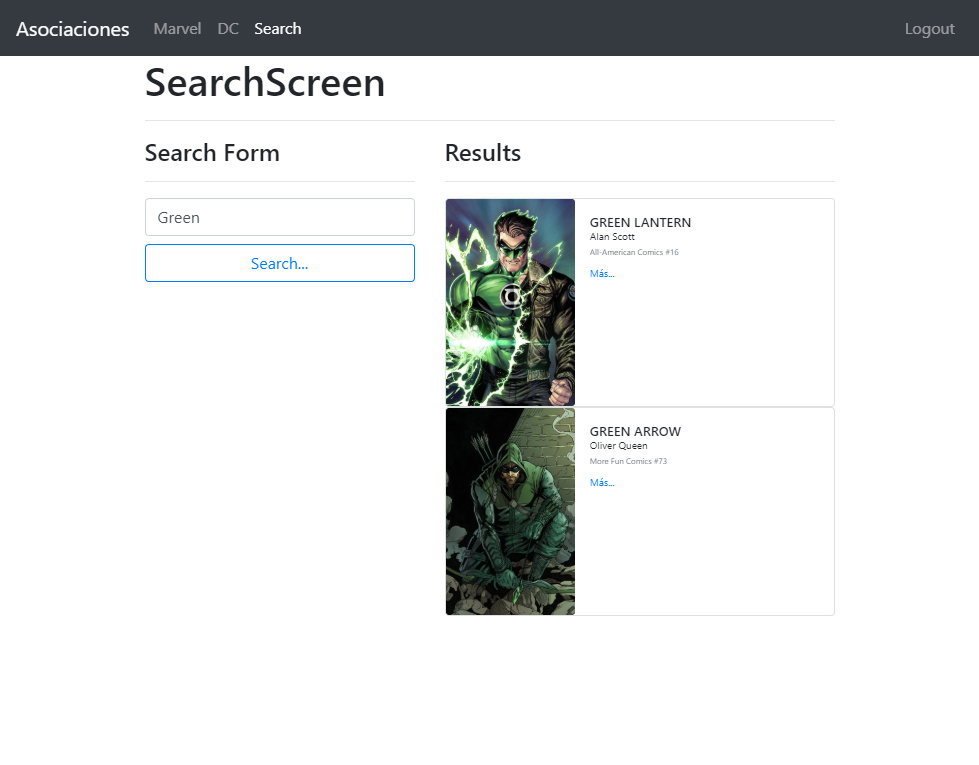 Asociaciones Marvel DC Search Logout
SearchScreen
Search Form
Green
Search...
Results
GREEN LANTERN
Alan Scott
All-American Comics #16
Más...
GREEN ARROW
Oliver Queen
More Fun Comics #73
Más...